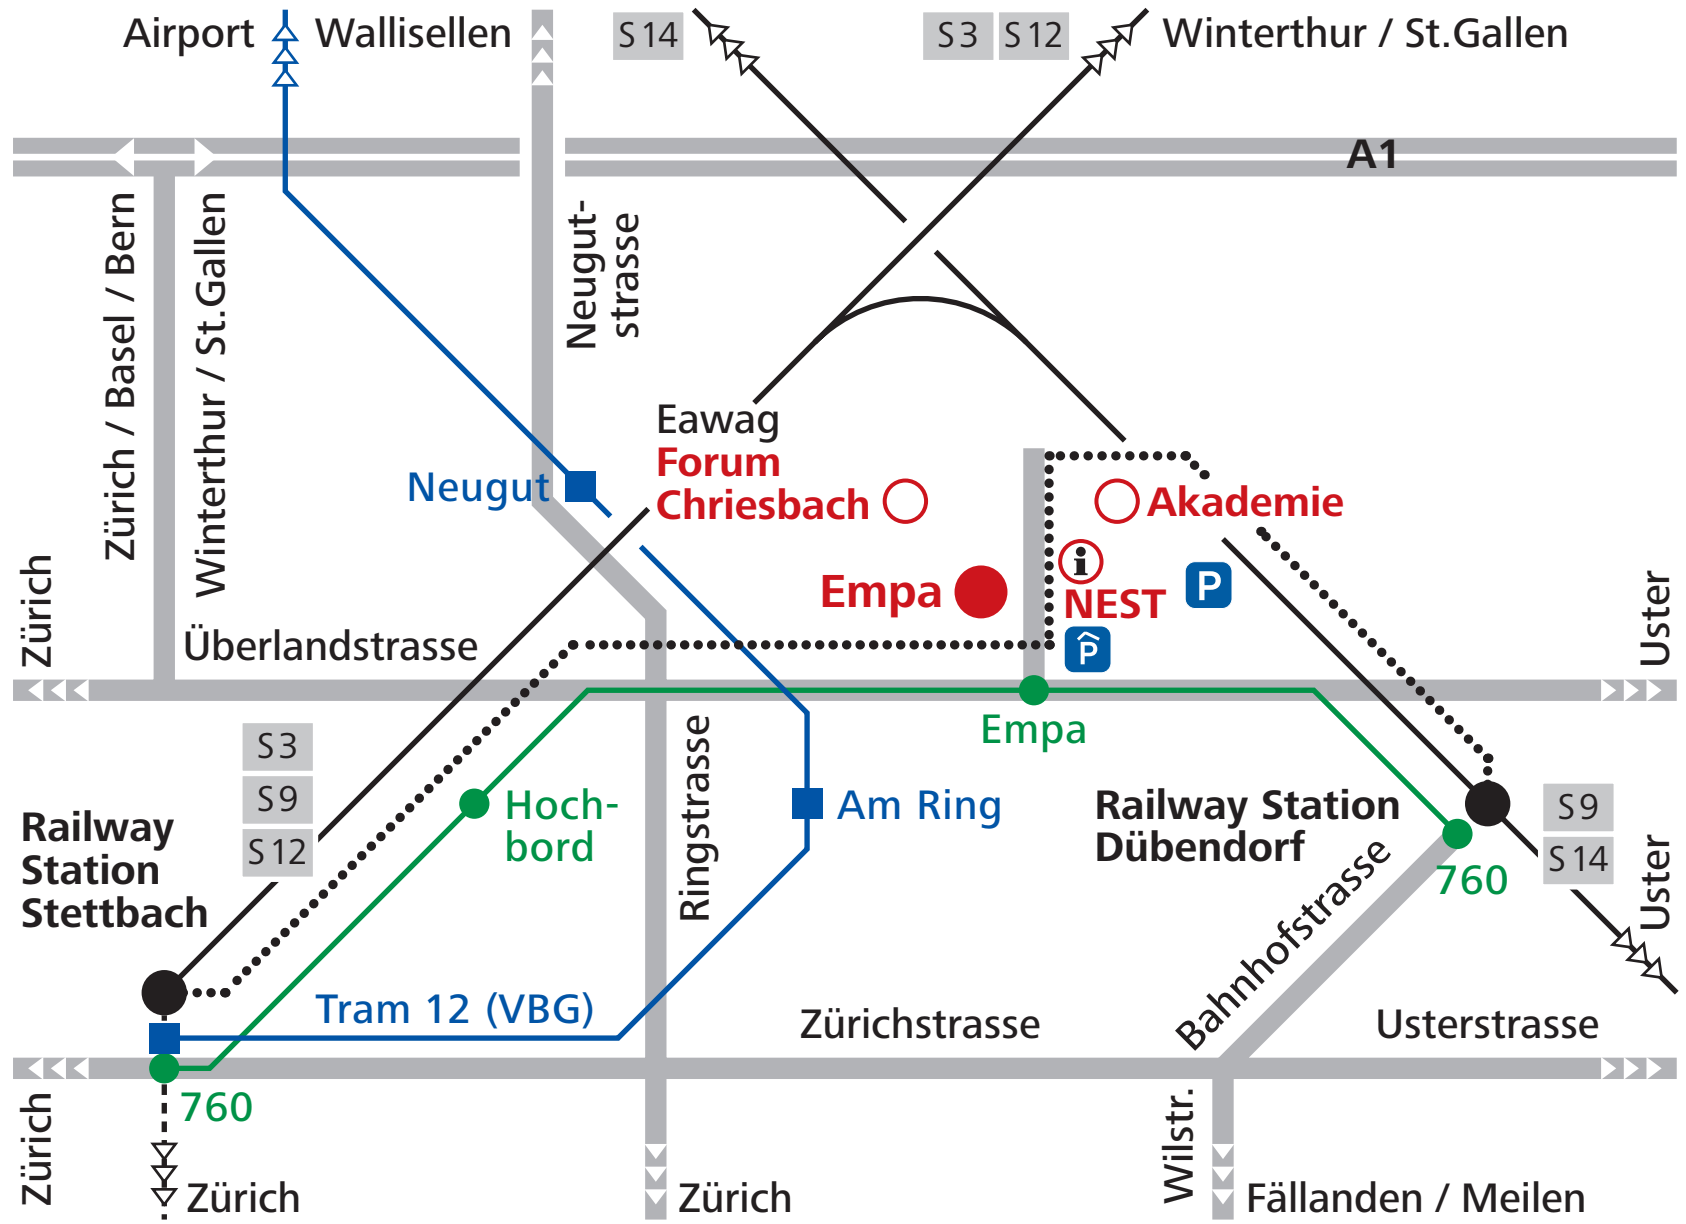 Airport
Wallisellen
S 14
S 3
S 12
Winterthur / St.Gallen
A1
Zürich / Basel / Bern
Winterthur / St.Gallen
Neugut-
strasse
Eawag
Forum
Chriesbach
Neugut
Akademie
i
Empa
NEST
P
P
Zürich
Überlandstrasse
Uster
Empa
S 3
S 9
S 12
Hoch-
bord
Ringstrasse
Am Ring
Railway Station
Dübendorf
S 9
S 14
Railway
Station
Stettbach
760
Uster
Bahnhofstrasse
Tram 12 (VBG)
Zürichstrasse
Usterstrasse
760
Zürich
Zürich
Zürich
Wilstr.
Fällanden / Meilen